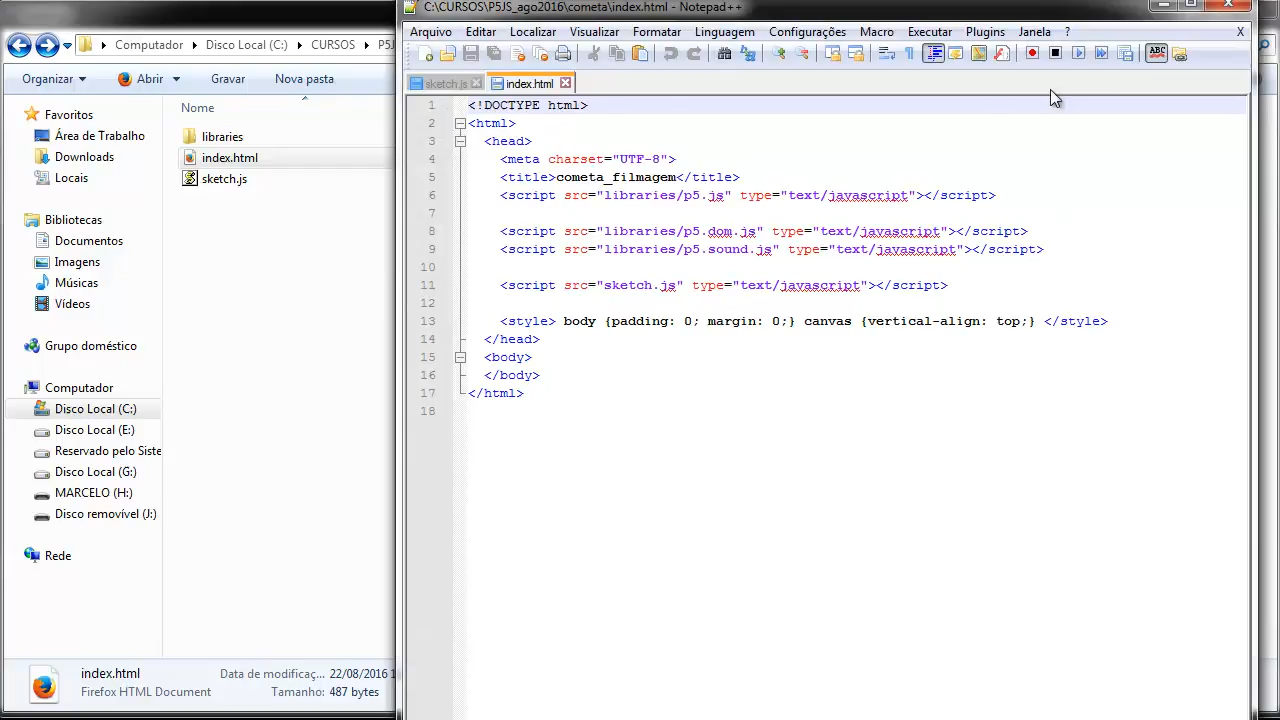 C:\CURSOS\P5JS_ago2016\cometa\index.html - Notepad++
Computador Disco Local (C:) CURSOS P5J
Organizar Abrir Gravar Nova pasta
Favoritos
Área de Trabalho
Downloads
Locais
Bibliotecas
Documentos
Imagens
Músicas
Vídeos
Grupo doméstico
Computador
Disco Local (C:)
Disco Local (E:)
Reservado pelo Siste
Disco Local (G:)
MARCELO (H:)
Disco removível (J:)
Rede
Nome
libraries
index.html
sketch.js
index.html Data de modificaç... 22/08/2016 1
Firefox HTML Document Tamanho: 487 bytes
Arquivo Editar Localizar Visualizar Formatar Linguagem Configurações Macro Executar Plugins Janela ? X
ABC
sketch.js index.html
1 <!DOCTYPE html>
2 <html>
3 <head>
4 <meta charset="UTF-8">
5 <title>cometa_filmagem</title>
6 <script src="libraries/p5.js" type="text/javascript"></script>
7
8 <script src="libraries/p5.dom.js" type="text/javascript"></script>
9 <script src="libraries/p5.sound.js" type="text/javascript"></script>
10
11 <script src="sketch.js" type="text/javascript"></script>
12
13 <style> body {padding: 0; margin: 0;} canvas {vertical-align: top;} </style>
14 </head>
15 <body>
16 </body>
17 </html>
18